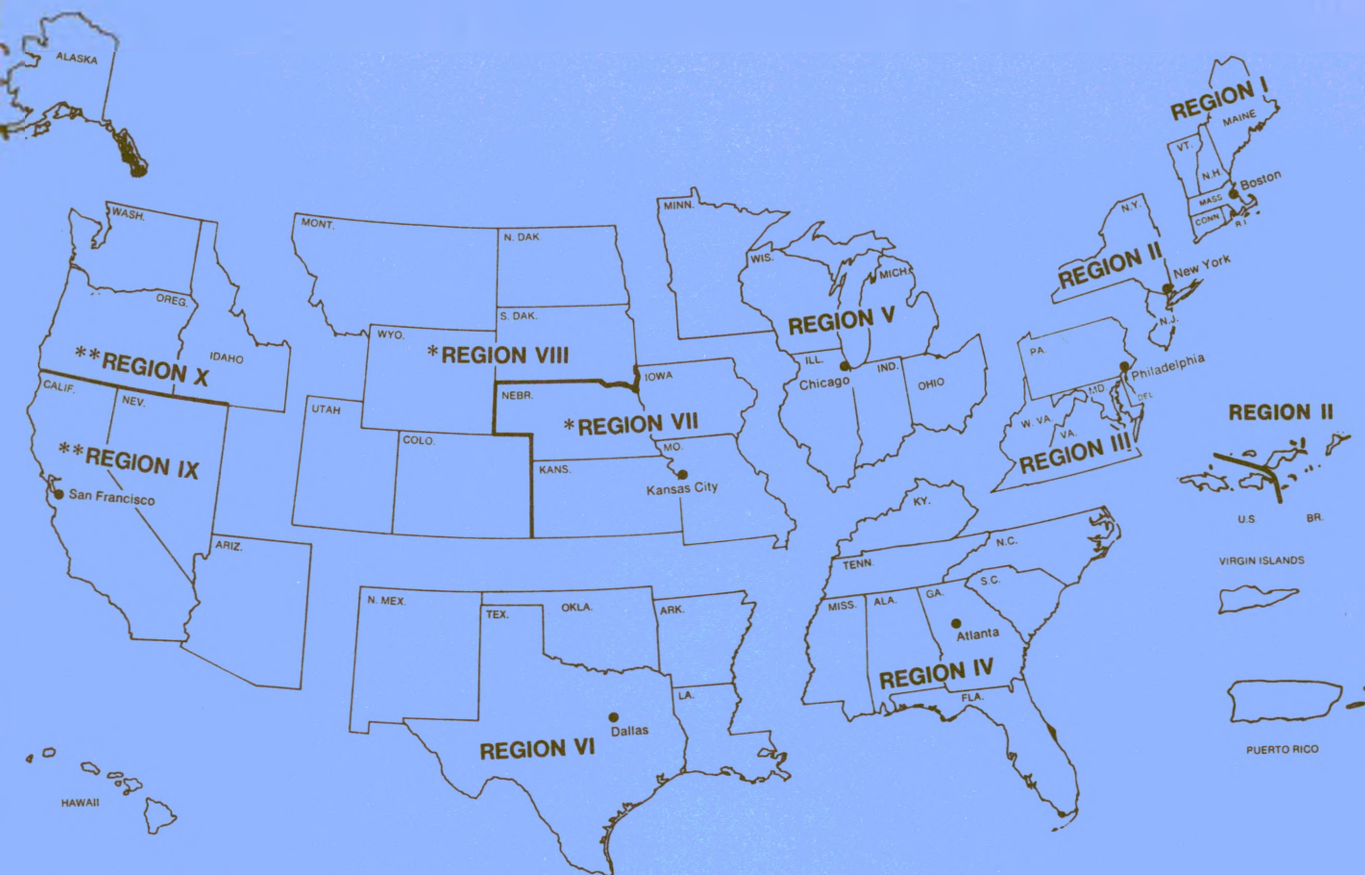 ALASKA
REGION I
MAINE
VT.
N.H.
Boston
MASS
CONN
R.I.
WASH.
MONT.
N. DAK
MINN.
N.Y.
WIS.
MICH.
REGION II
New York
OREG.
S. DAK.
REGION V
N.J.
WYO.
**REGION X
IDAHO
*REGION VIII
ILL.
IND.
PA.
Chicago
OHIO
Philadelphia
CALIF.
NEV.
UTAH
NEBR.
IOWA
MD.
DEL
REGION II
*REGION VII
W. VA.
VA.
COLO.
MO.
REGION III
**REGION IX
KANS.
San Francisco
Kansas City
KY.
U.S.
BR.
ARIZ.
N.C.
TENN.
VIRGIN ISLANDS
S.C.
N. MEX.
TEX.
OKLA.
ARK.
MISS.
ALA.
GA.
Atlanta
REGION IV
LA.
FLA.
Dallas
REGION VI
PUERTO RICO
HAWAII